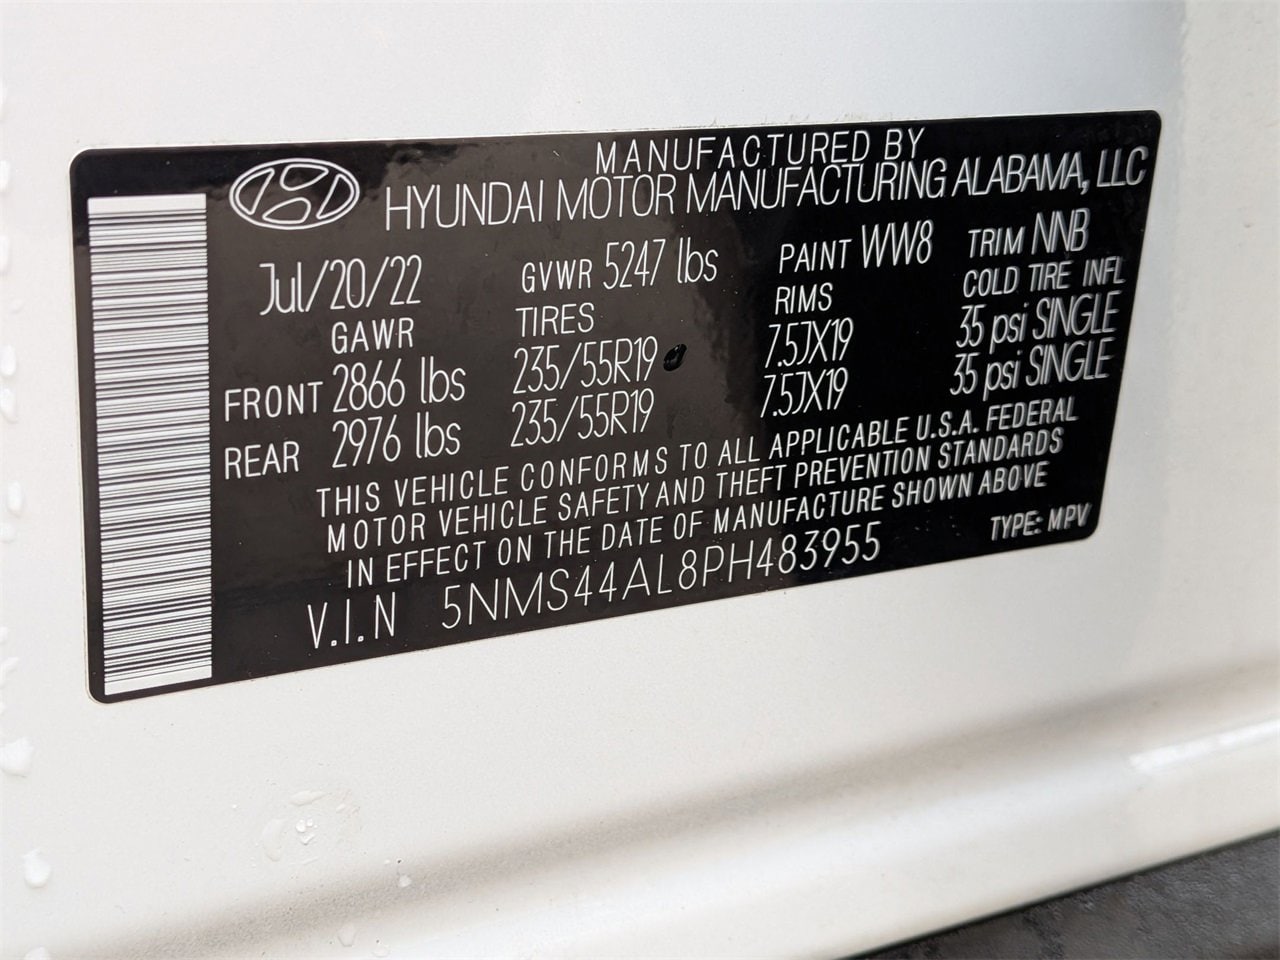 MANUFACTURED BY
HYUNDAI MOTOR MANUFACTURING ALABAMA, LLC
Jul/20/22 GVWR 5247 lbs PAINT WW8 TRIM NNB
GAWR TIRES RIMS COLD TIRE INFL
FRONT 2866 lbs 235/55R19 7.5JX19 35 psi SINGLE
REAR 2976 lbs 235/55R19 7.5JX19 35 psi SINGLE
THIS VEHICLE CONFORMS TO ALL APPLICABLE U.S.A. FEDERAL
MOTOR VEHICLE SAFETY AND THEFT PREVENTION STANDARDS
IN EFFECT ON THE DATE OF MANUFACTURE SHOWN ABOVE
V.I.N 5NMS44AL8PH483955 TYPE: MPV